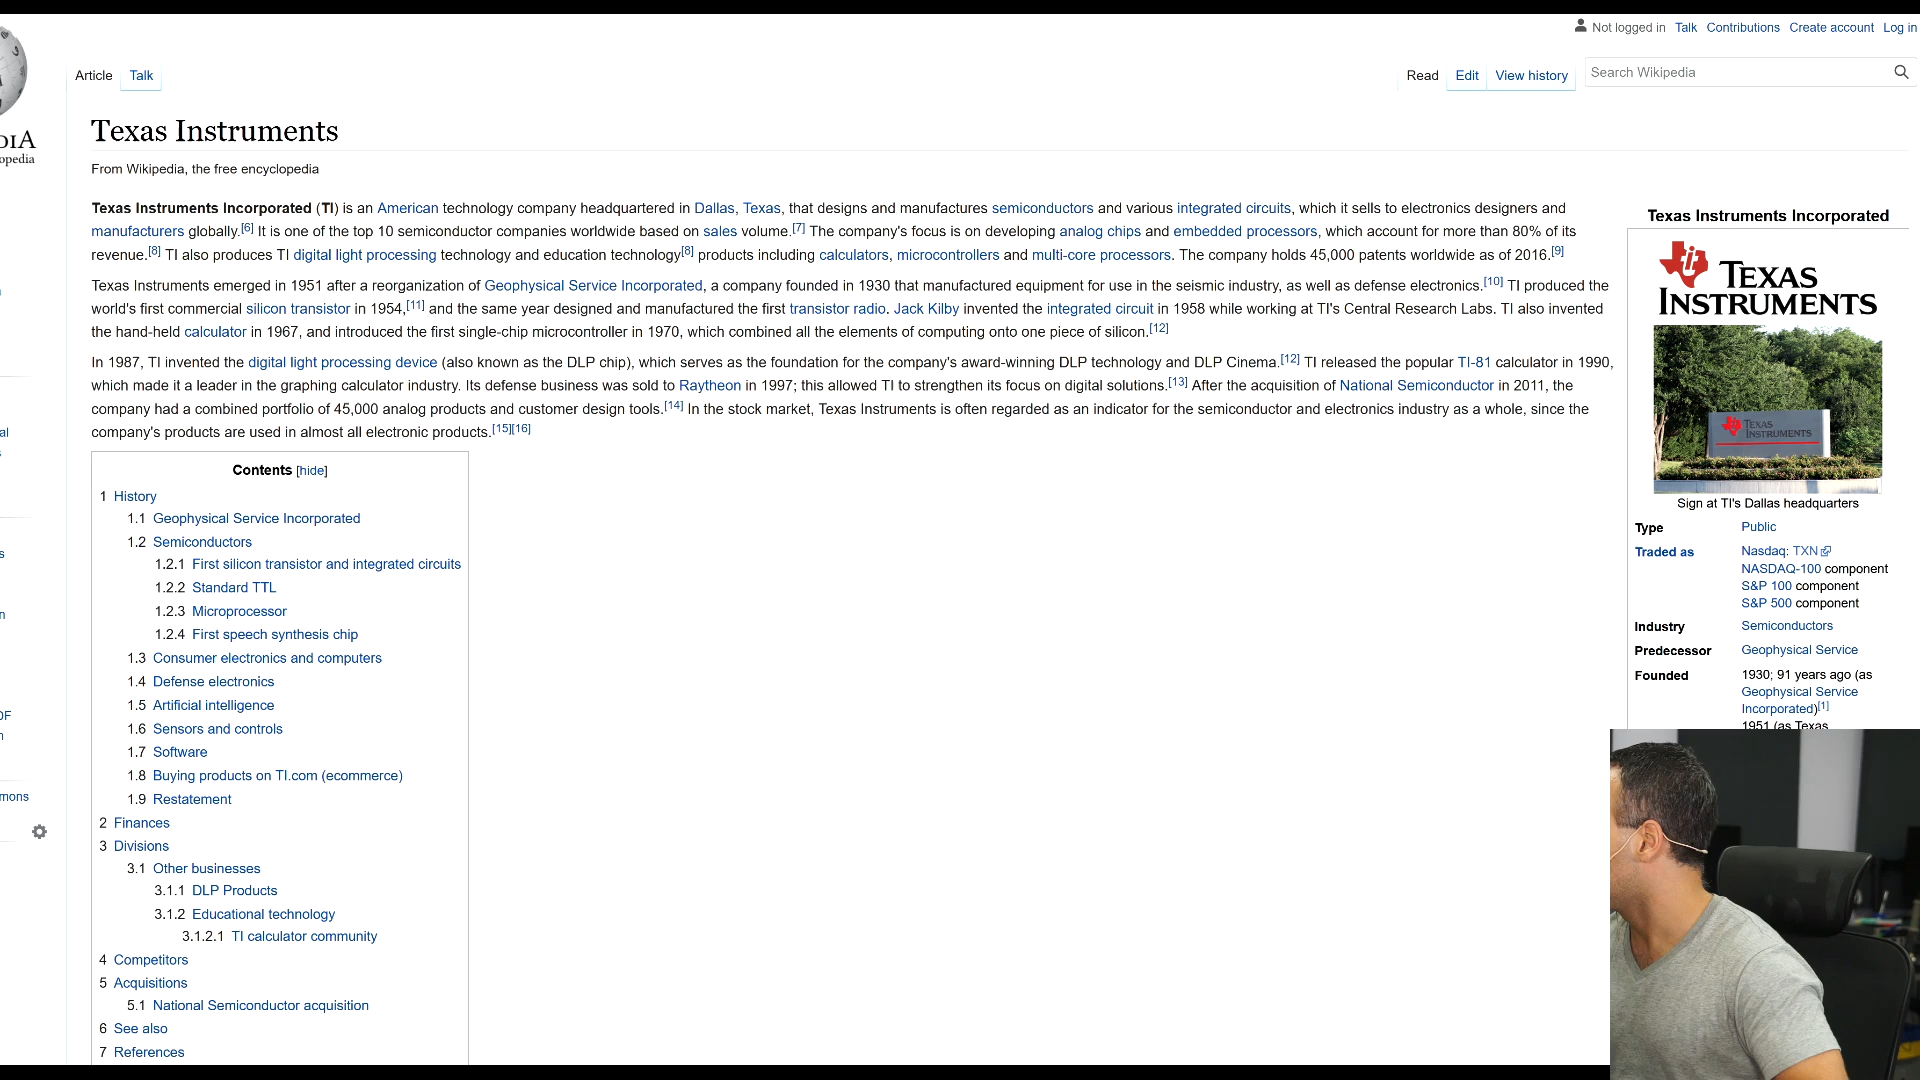 Not logged in Talk Contributions Create account Log in
Article Talk Read Edit View history Search Wikipedia
Texas Instruments
From Wikipedia, the free encyclopedia
Texas Instruments Incorporated (TI) is an American technology company headquartered in Dallas, Texas, that designs and manufactures semiconductors and various integrated circuits, which it sells to electronics designers and
manufacturers globally.[6] It is one of the top 10 semiconductor companies worldwide based on sales volume.[7] The company's focus is on developing analog chips and embedded processors, which account for more than 80% of its
revenue.[8] TI also produces TI digital light processing technology and education technology[8] products including calculators, microcontrollers and multi-core processors. The company holds 45,000 patents worldwide as of 2016.[9]
Texas Instruments emerged in 1951 after a reorganization of Geophysical Service Incorporated, a company founded in 1930 that manufactured equipment for use in the seismic industry, as well as defense electronics.[10] TI produced the
world's first commercial silicon transistor in 1954,[11] and the same year designed and manufactured the first transistor radio. Jack Kilby invented the integrated circuit in 1958 while working at TI's Central Research Labs. TI also invented
the hand-held calculator in 1967, and introduced the first single-chip microcontroller in 1970, which combined all the elements of computing onto one piece of silicon.[12]
In 1987, TI invented the digital light processing device (also known as the DLP chip), which serves as the foundation for the company's award-winning DLP technology and DLP Cinema.[12] TI released the popular TI-81 calculator in 1990,
which made it a leader in the graphing calculator industry. Its defense business was sold to Raytheon in 1997; this allowed TI to strengthen its focus on digital solutions.[13] After the acquisition of National Semiconductor in 2011, the
company had a combined portfolio of 45,000 analog products and customer design tools.[14] In the stock market, Texas Instruments is often regarded as an indicator for the semiconductor and electronics industry as a whole, since the
company's products are used in almost all electronic products.[15][16]
Contents [hide]
1 History
1.1 Geophysical Service Incorporated
1.2 Semiconductors
1.2.1 First silicon transistor and integrated circuits
1.2.2 Standard TTL
1.2.3 Microprocessor
1.2.4 First speech synthesis chip
1.3 Consumer electronics and computers
1.4 Defense electronics
1.5 Artificial intelligence
1.6 Sensors and controls
1.7 Software
1.8 Buying products on TI.com (ecommerce)
1.9 Restatement
2 Finances
3 Divisions
3.1 Other businesses
3.1.1 DLP Products
3.1.2 Educational technology
3.1.2.1 TI calculator community
4 Competitors
5 Acquisitions
5.1 National Semiconductor acquisition
6 See also
7 References
Texas Instruments Incorporated
TEXAS
INSTRUMENTS
TEXAS
INSTRUMENTS
Sign at TI's Dallas headquarters
Type Public
Traded as Nasdaq: TXN
NASDAQ-100 component
S&P 100 component
S&P 500 component
Industry Semiconductors
Predecessor Geophysical Service
Founded 1930; 91 years ago (as
Geophysical Service
Incorporated)[1]
1951 (as Texas